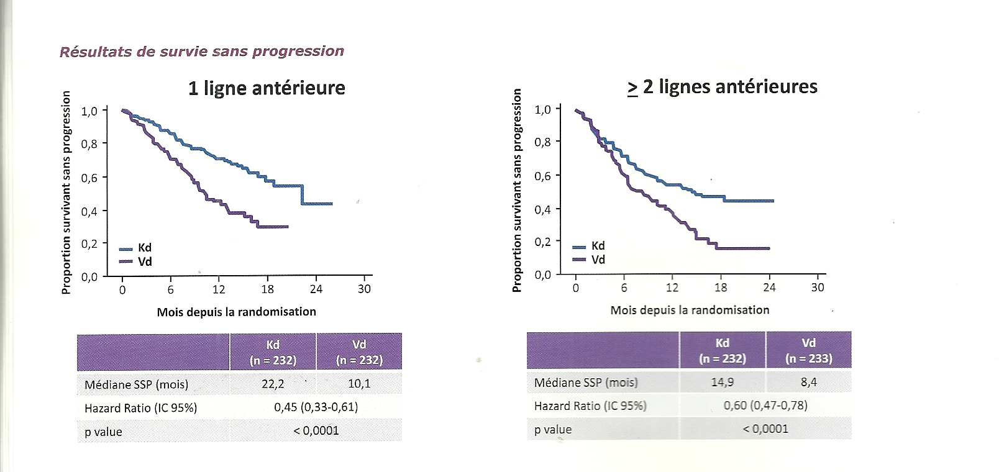 Résultats de survie sans progression
1 ligne antérieure
Proportion survivant sans progression
1,0
0,8
0,6
0,4
0,2
0,0
Kd
Vd
0 6 12 18 24 30
Mois depuis la randomisation
Kd
(n = 232)
Vd
(n = 232)
Médiane SSP (mois) 22,2 10,1
Hazard Ratio (IC 95%) 0,45 (0,33-0,61)
p value < 0,0001
≥ 2 lignes antérieures
Proportion survivant sans progression
1,0
0,8
0,6
0,4
0,2
0,0
Kd
Vd
0 6 12 18 24 30
Mois depuis la randomisation
Kd
(n = 232)
Vd
(n = 233)
Médiane SSP (mois) 14,9 8,4
Hazard Ratio (IC 95%) 0,60 (0,47-0,78)
p value < 0,0001